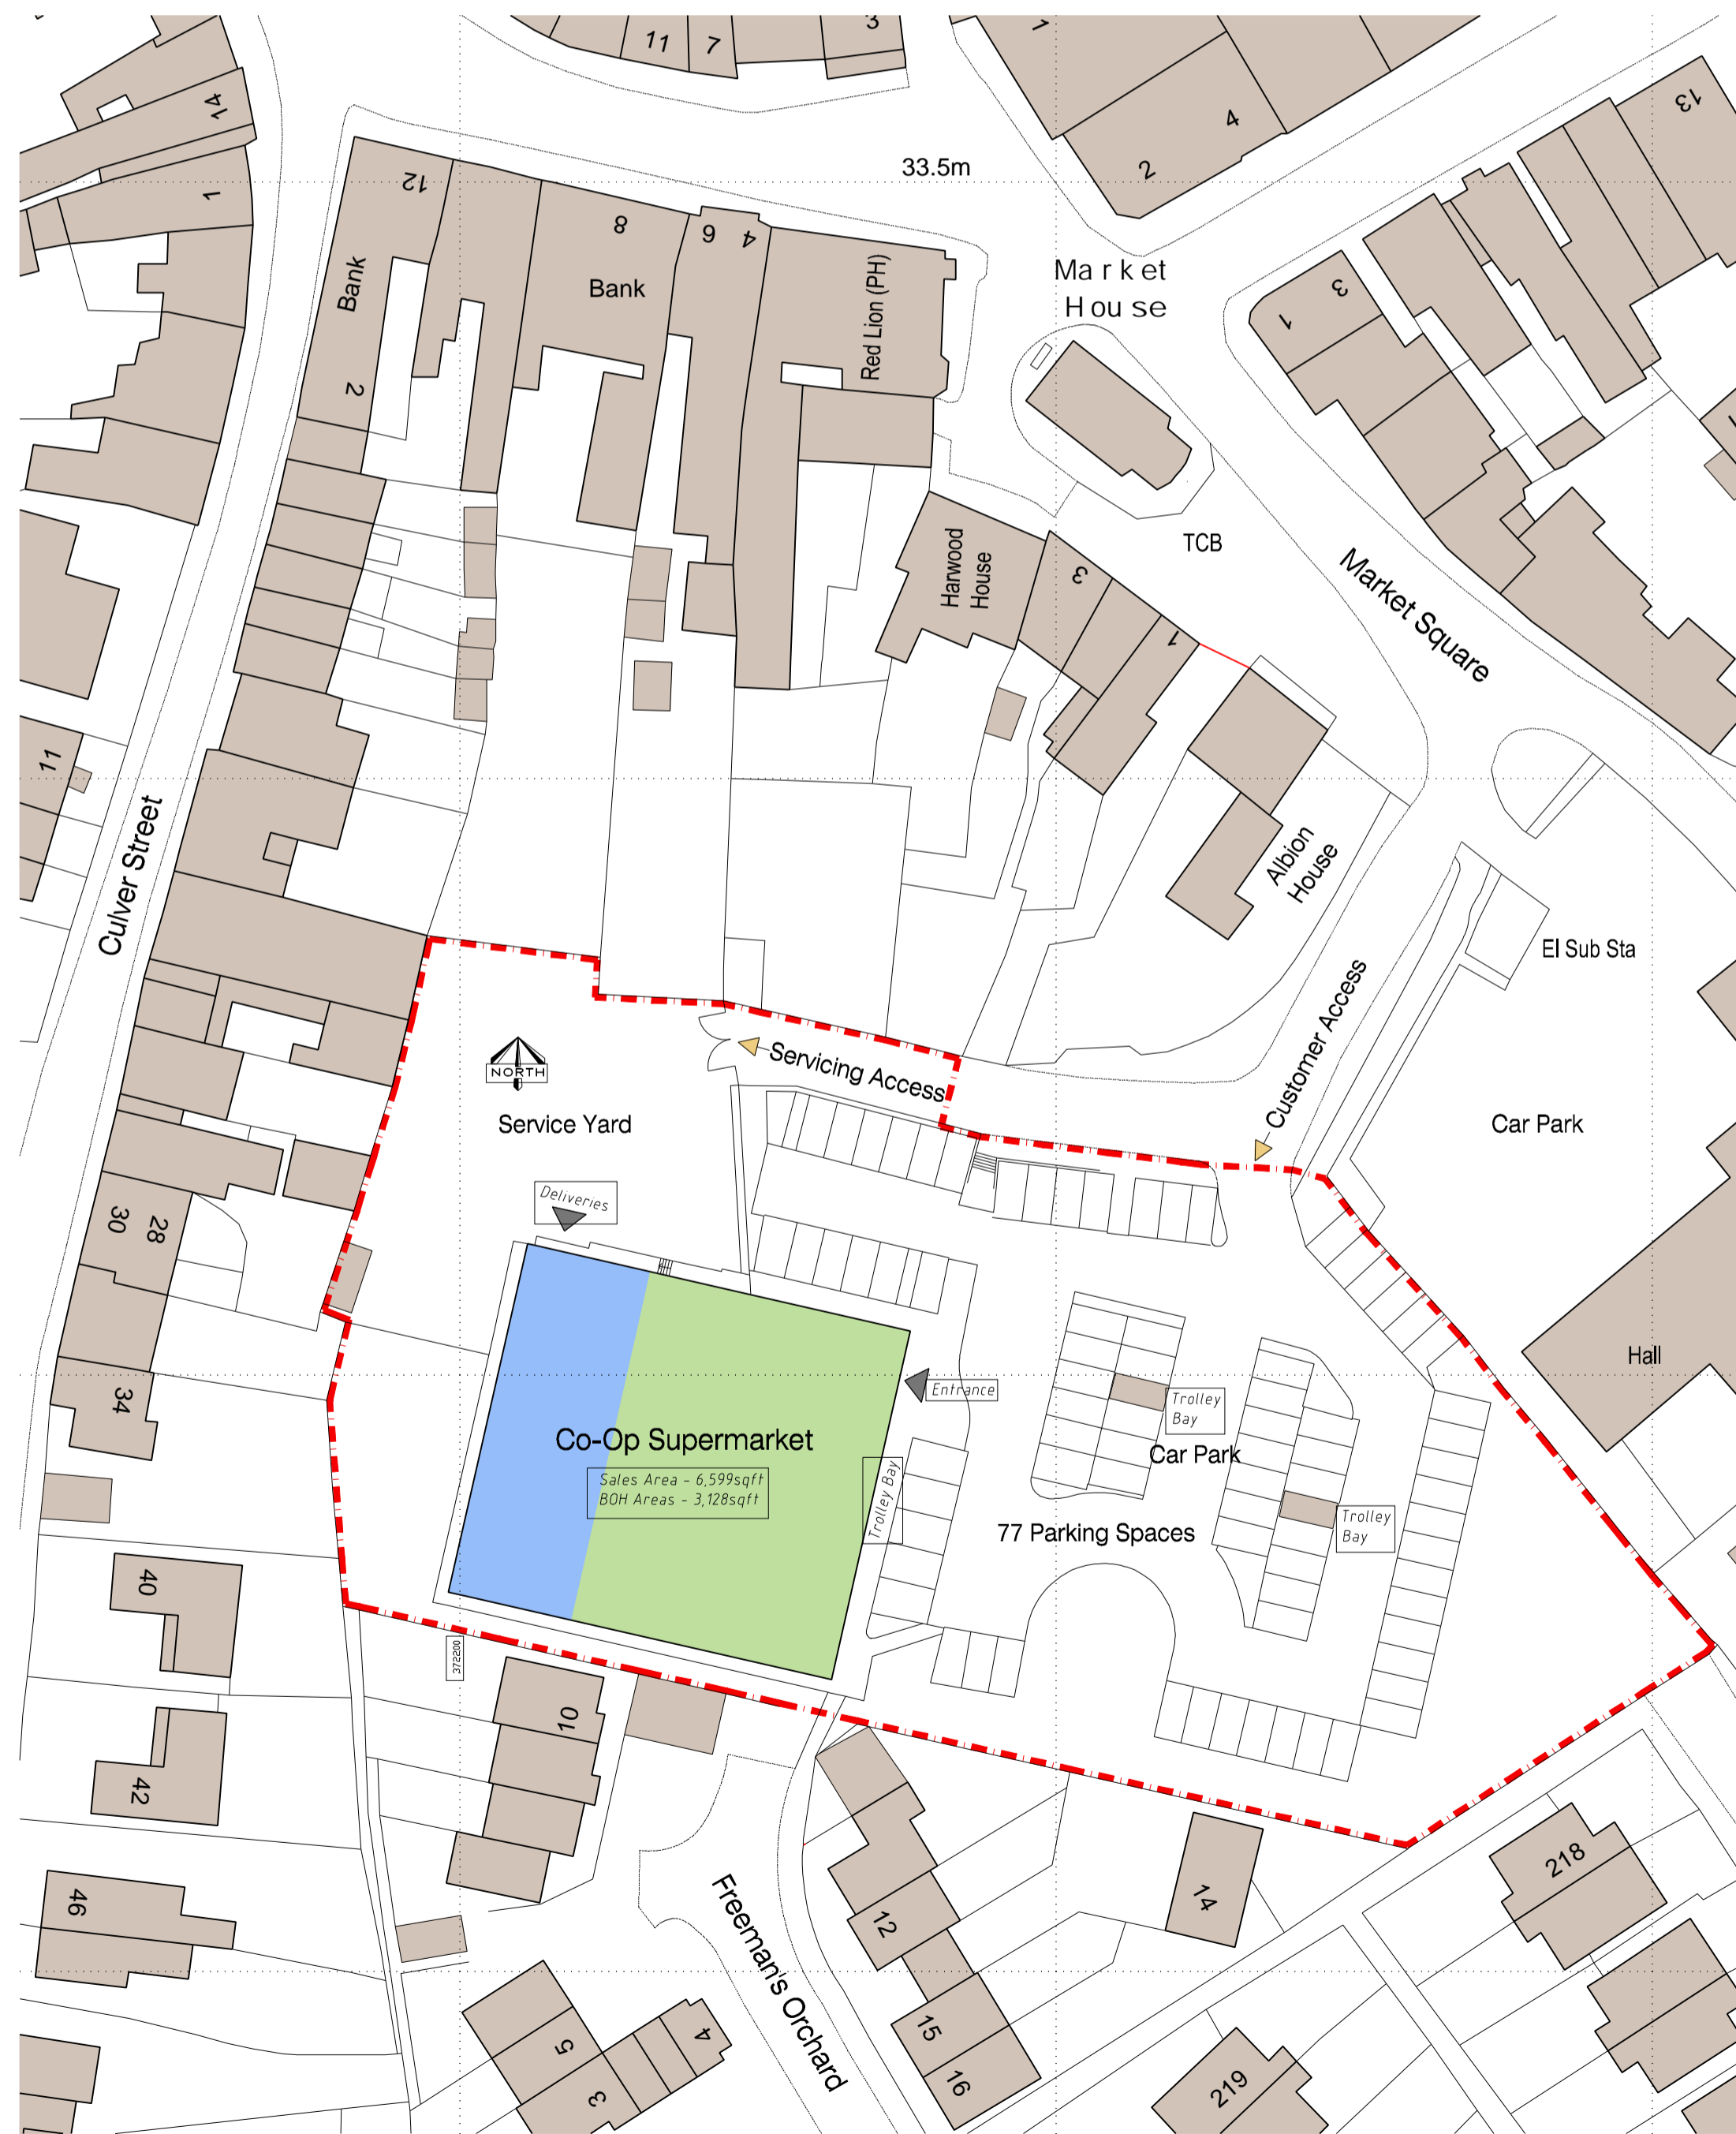 11
7
3
1
4
2
13
14
1
33.5m
12
8
6
4
Bank
Bank
2
Red Lion (PH)
Market
House
3
1
TCB
Harwood
House
3
1
Market Square
11
Culver Street
Albion
House
El Sub Sta
Customer Access
Servicing Access
NORTH
Service Yard
Car Park
Deliveries
30
28
34
Entrance
Hall
Co-Op Supermarket
Sales Area - 6,599sqft
BOH Areas - 3,128sqft
Trolley Bay
Trolley
Bay
Car Park
Trolley
Bay
77 Parking Spaces
40
372200
10
42
46
Freeman's Orchard
12
14
218
15
16
5
4
3
219